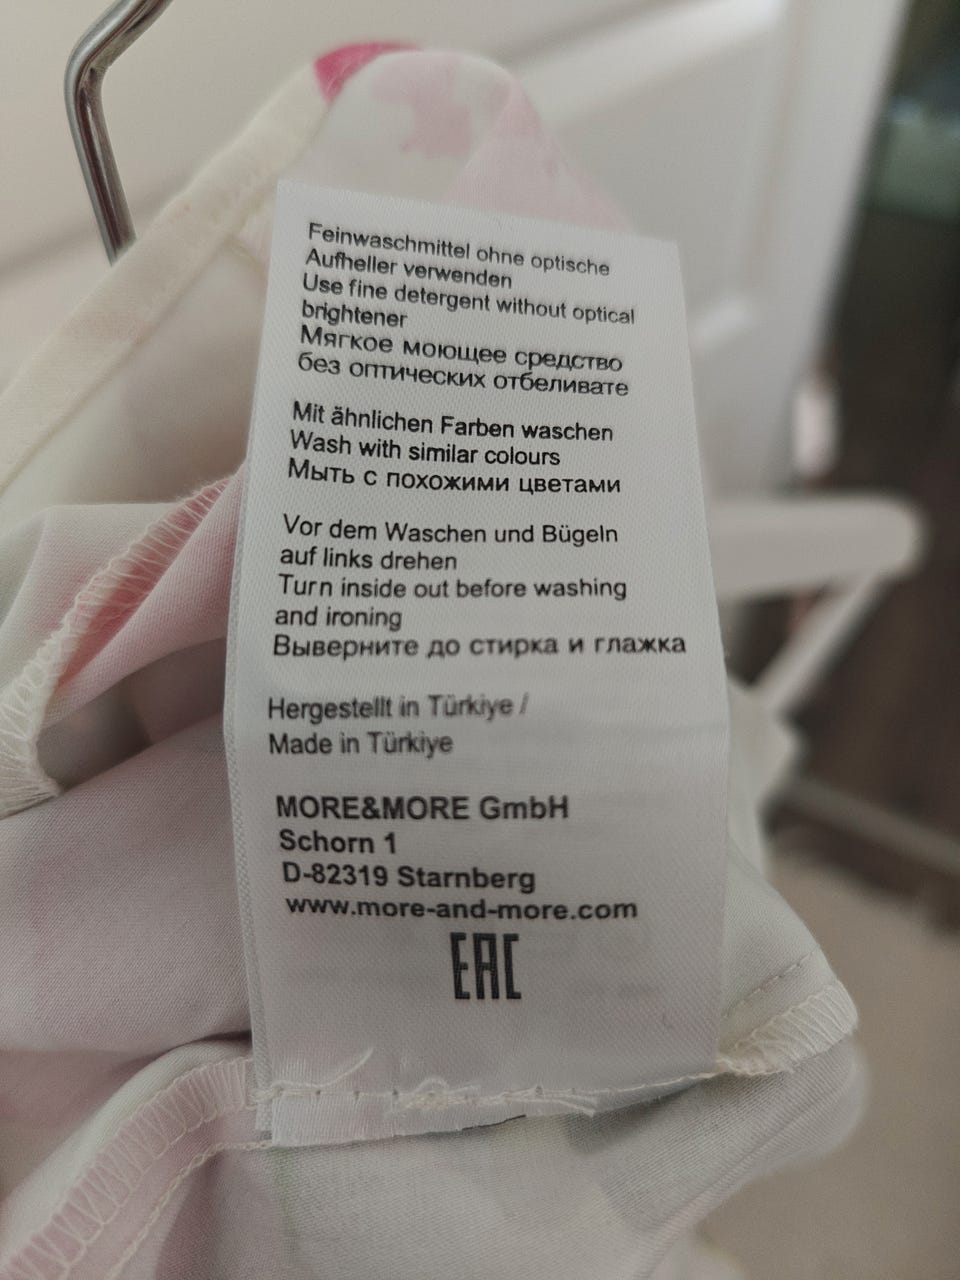 Feinwaschmittel ohne optische
Aufheller verwenden
Use fine detergent without optical
brightener
Мягкое моющее средство
без оптических отбеливате
Mit ähnlichen Farben waschen
Wash with similar colours
Мыть с похожими цветами
Vor dem Waschen und Bügeln
auf links drehen
Turn inside out before washing
and ironing
Выверните до стирка и глажка
Hergestellt in Türkiye /
Made in Türkiye
MORE&MORE GmbH
Schorn 1
D-82319 Starnberg
www.more-and-more.com
EAC